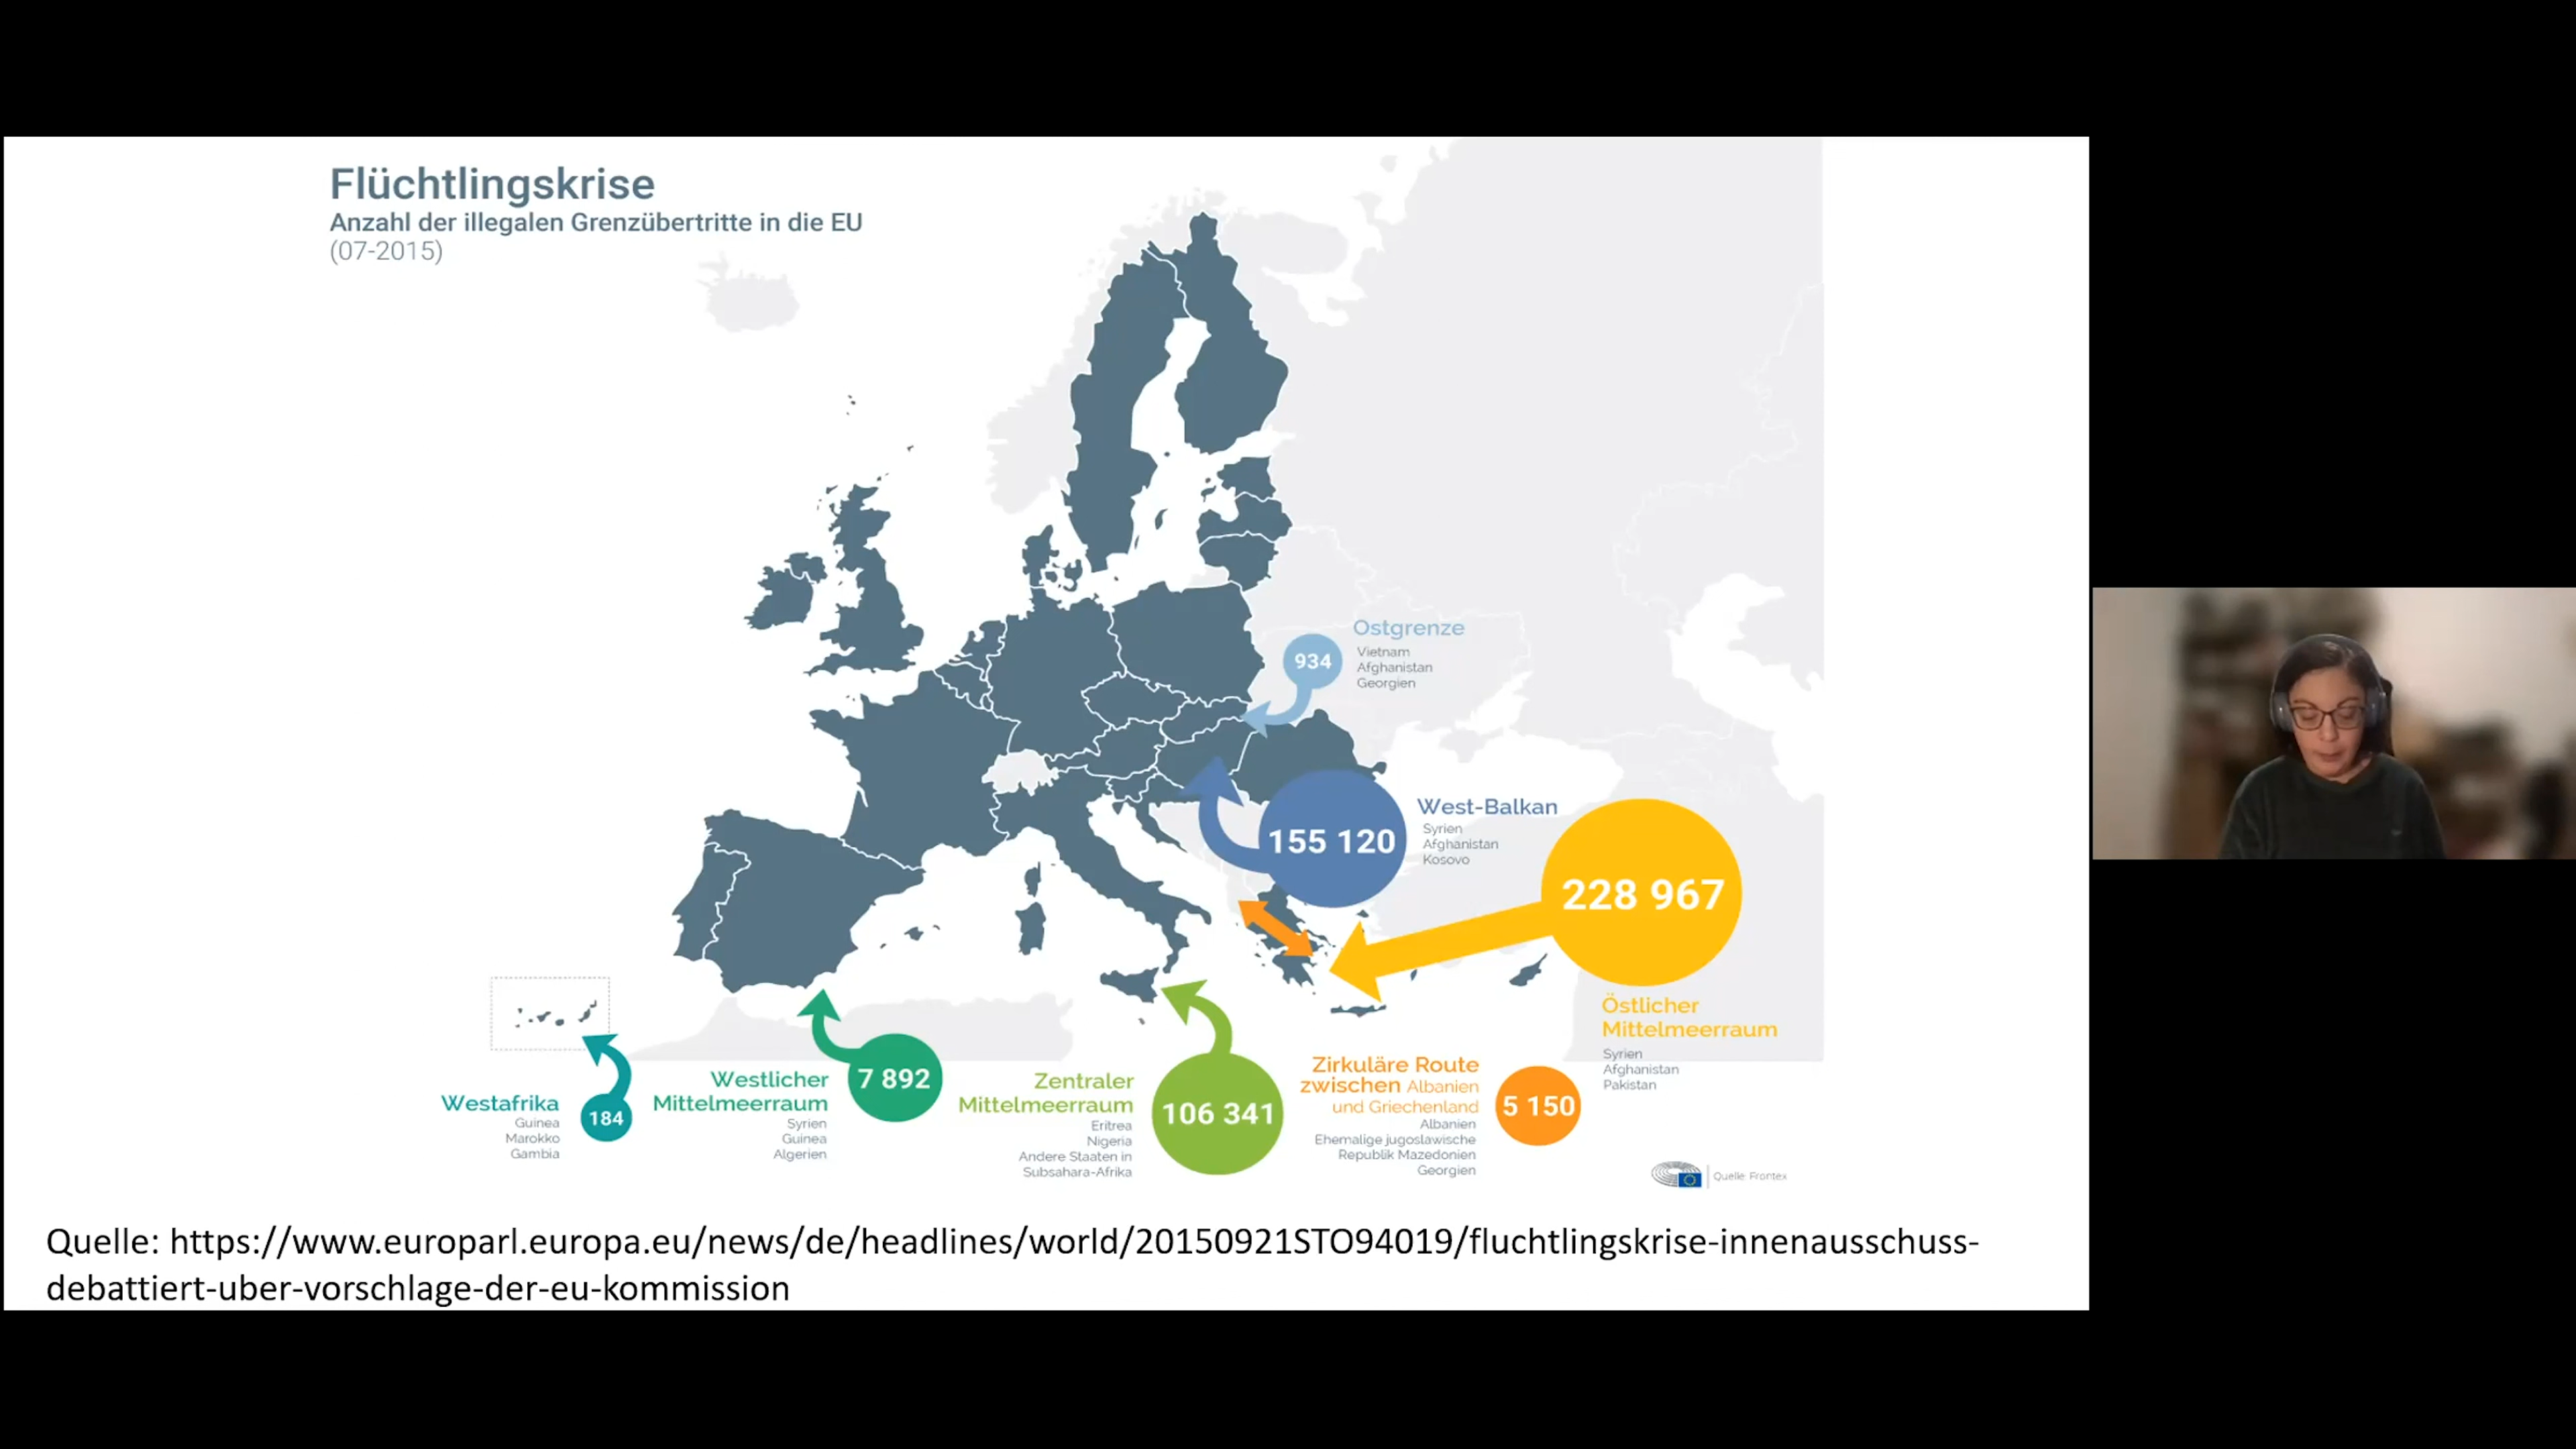 Flüchtlingskrise
Anzahl der illegalen Grenzübertritte in die EU
(07-2015)
Ostgrenze
934
Vietnam
Afghanistan
Georgien
West-Balkan
155 120
Syrien
Afghanistan
Kosovo
228 967
Östlicher
Mittelmeerraum
Syrien
Afghanistan
Pakistan
Westafrika
184
Guinea
Marokko
Gambia
Westlicher
Mittelmeerraum
7 892
Syrien
Guinea
Algerien
Zentraler
Mittelmeerraum
106 341
Eritrea
Nigeria
Andere Staaten in
Subsahara-Afrika
Zirkuläre Route
zwischen Albanien
und Griechenland
5 150
Albanien
Ehemalige jugoslawische
Republik Mazedonien
Georgien
Quelle: Frontex
Quelle: https://www.europarl.europa.eu/news/de/headlines/world/20150921STO94019/fluchtlingskrise-innenausschuss-
debattiert-uber-vorschlage-der-eu-kommission